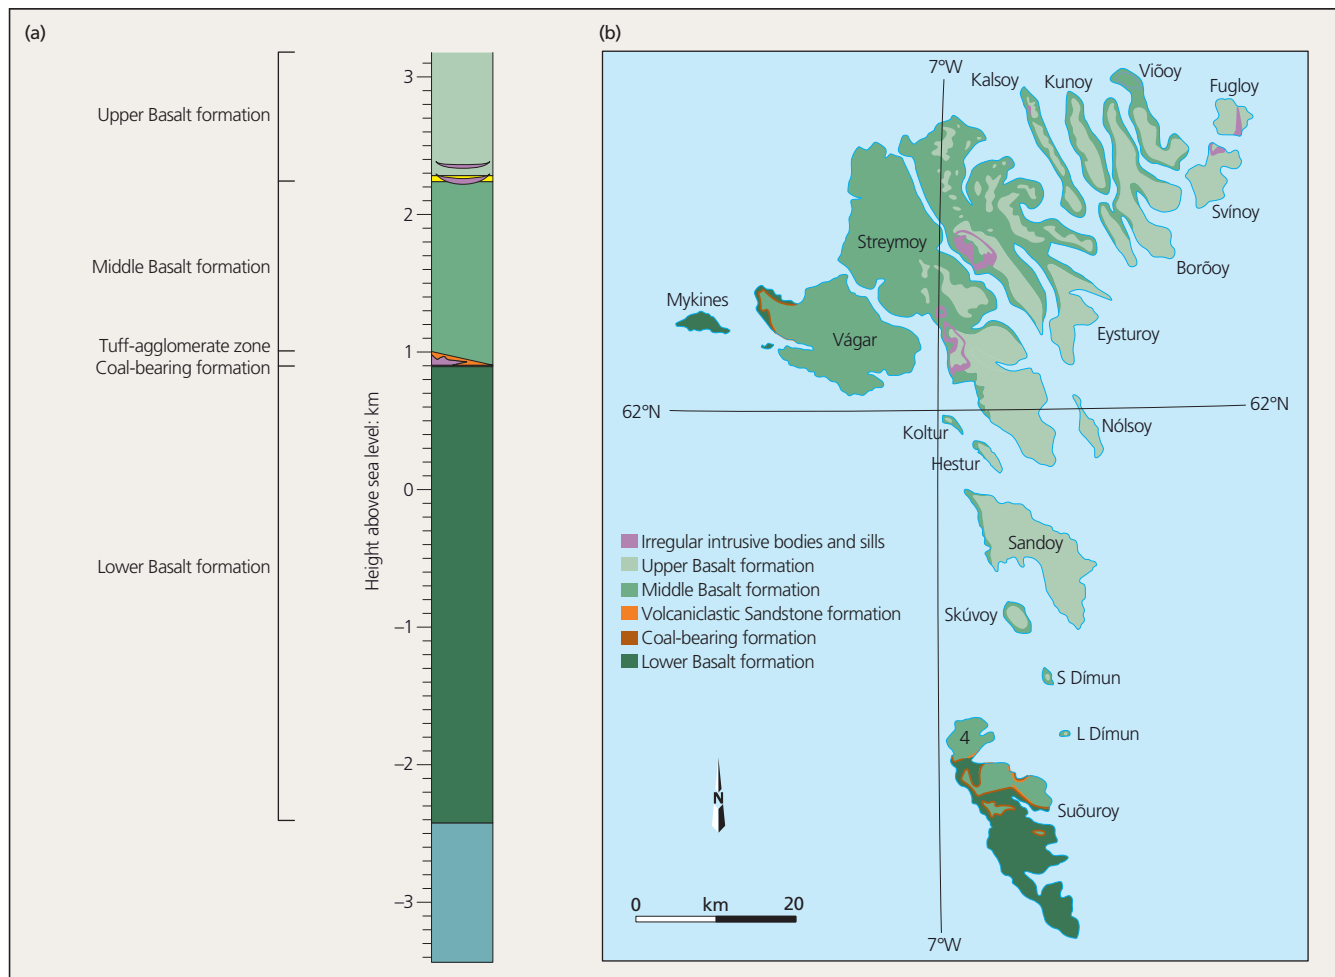 (a)
Upper Basalt formation
Middle Basalt formation
Tuff-agglomerate zone
Coal-bearing formation
Lower Basalt formation
Height above sea level: km
3
2
1
0
–1
–2
–3
(b)
7°W
Kalsoy
Kunoy
Viõoy
Fugloy
Svínoy
Streymoy
Borõoy
Mykines
Eysturoy
Vágar
62°N
62°N
Koltur
Nólsoy
Hestur
Sandoy
Irregular intrusive bodies and sills
Upper Basalt formation
Middle Basalt formation
Volcaniclastic Sandstone formation
Coal-bearing formation
Lower Basalt formation
Skúvoy
S Dímun
L Dímun
4
Suõuroy
N
0 km 20
7°W